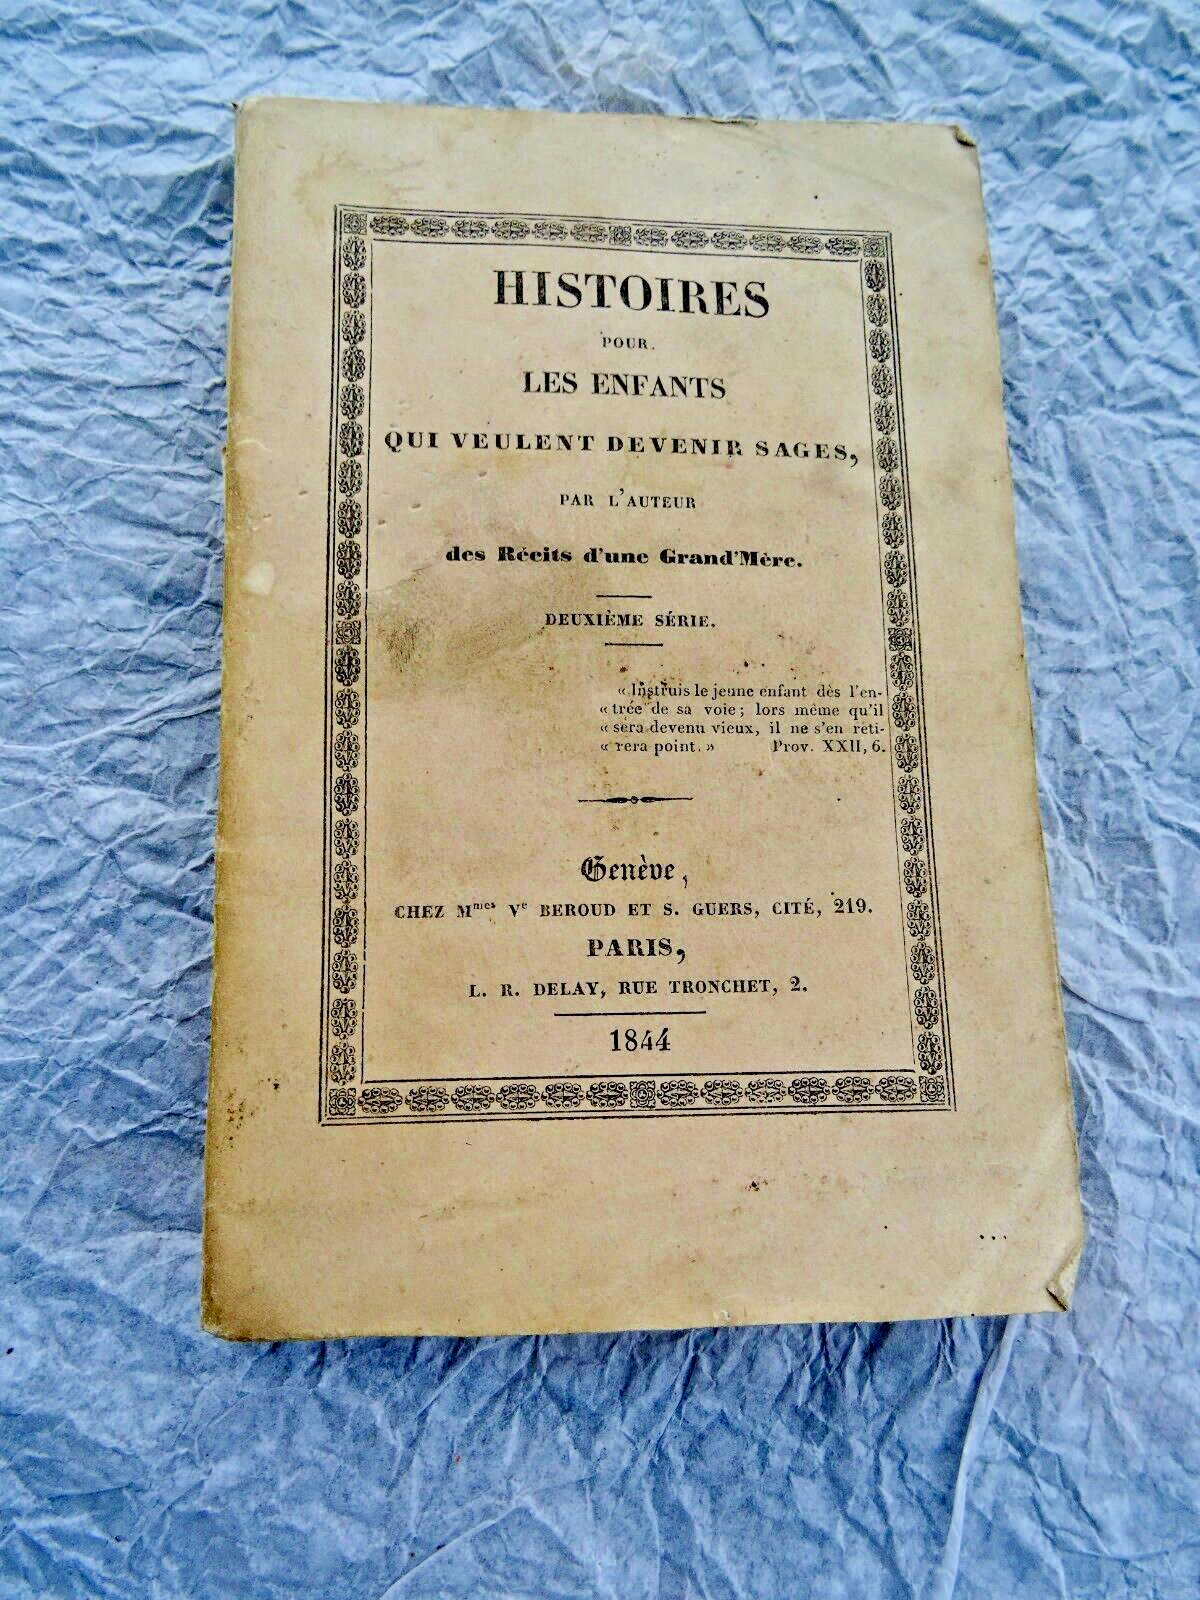 HISTOIRES
POUR
LES ENFANTS
QUI VEULENT DEVENIR SAGES,
PAR L'AUTEUR
des Récits d'une Grand'Mère.
DEUXIÈME SÉRIE.
« Instruis le jeune enfant dès l'en-
« trée de sa voie ; lors même qu'il
« sera devenu vieux, il ne s'en reti-
« rera point. » Prov. XXII, 6.
Genève,
CHEZ Mmes Ve BEROUD ET S. GUERS, CITÉ, 219.
PARIS,
L. R. DELAY, RUE TRONCHET, 2.
1844